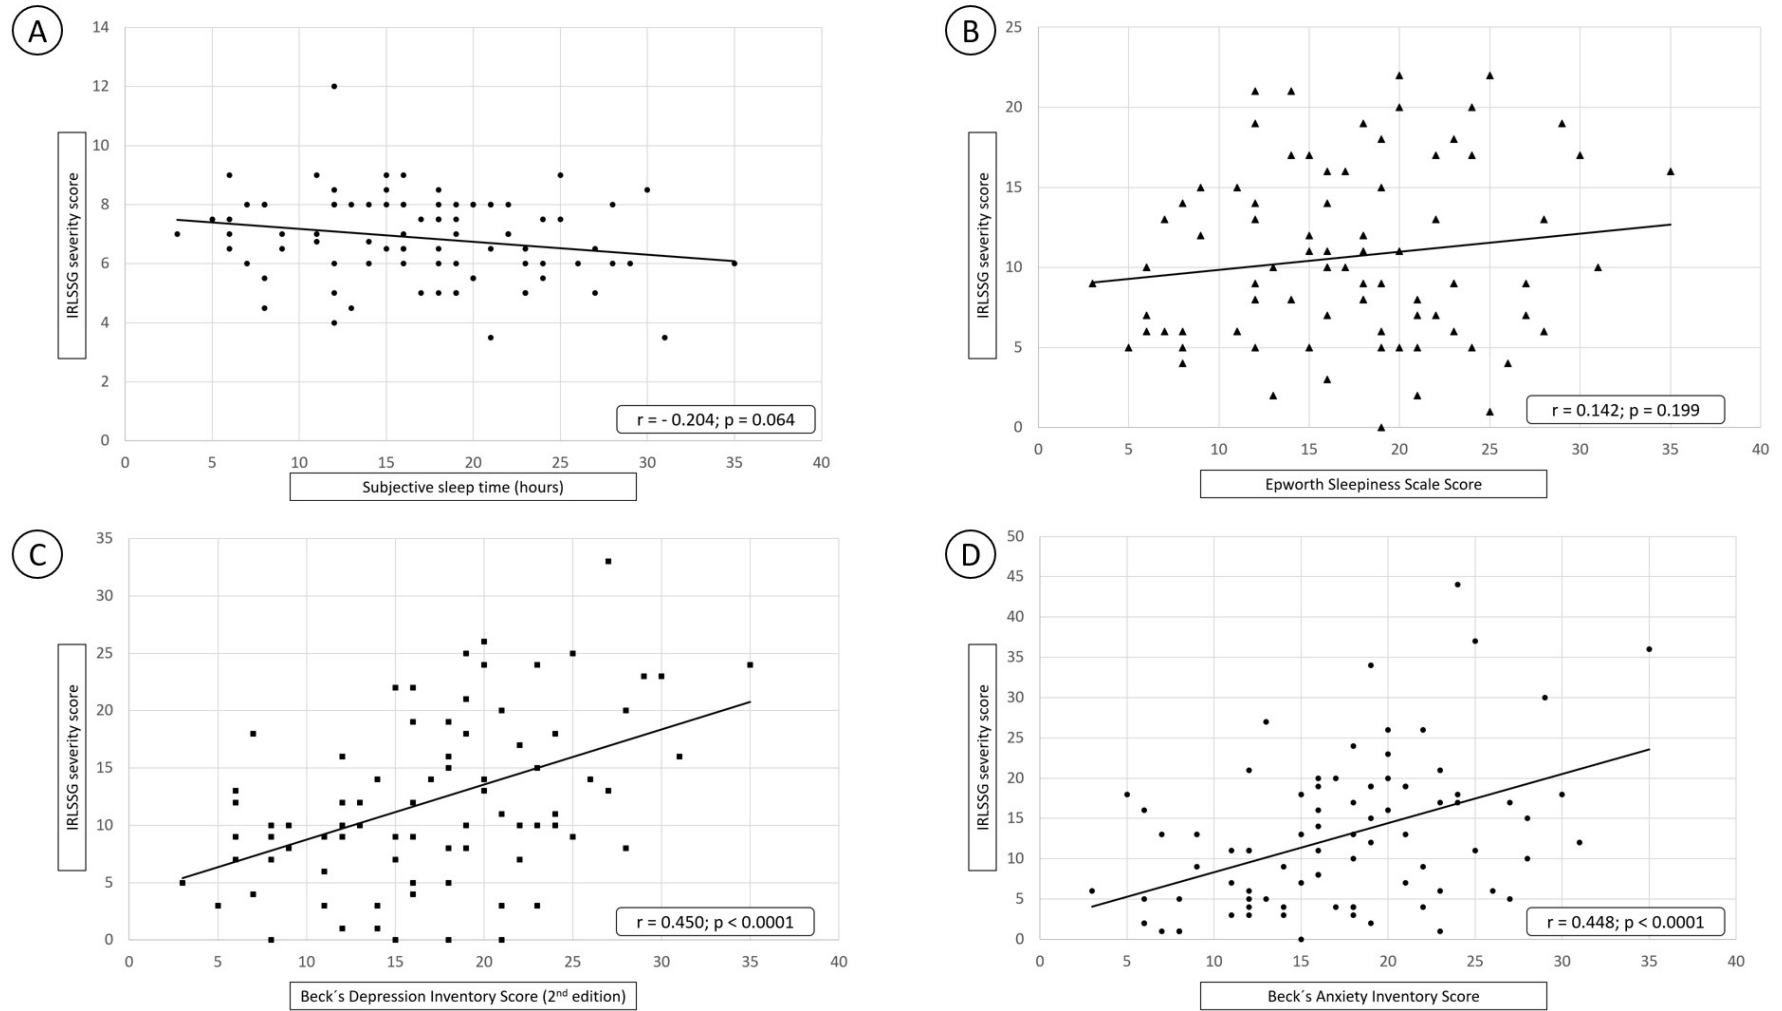 A
14
12
10
8
6
4
2
0
0 5 10 15 20 25 30 35 40
IRLSSG severity score
r = - 0.204; p = 0.064
Subjective sleep time (hours)
B
25
20
15
10
5
0
0 5 10 15 20 25 30 35 40
IRLSSG severity score
r = 0.142; p = 0.199
Epworth Sleepiness Scale Score
C
35
30
25
20
15
10
5
0
0 5 10 15 20 25 30 35 40
IRLSSG severity score
r = 0.450; p < 0.0001
Beck´s Depression Inventory Score (2nd edition)
D
50
45
40
35
30
25
20
15
10
5
0
0 5 10 15 20 25 30 35 40
IRLSSG severity score
r = 0.448; p < 0.0001
Beck´s Anxiety Inventory Score